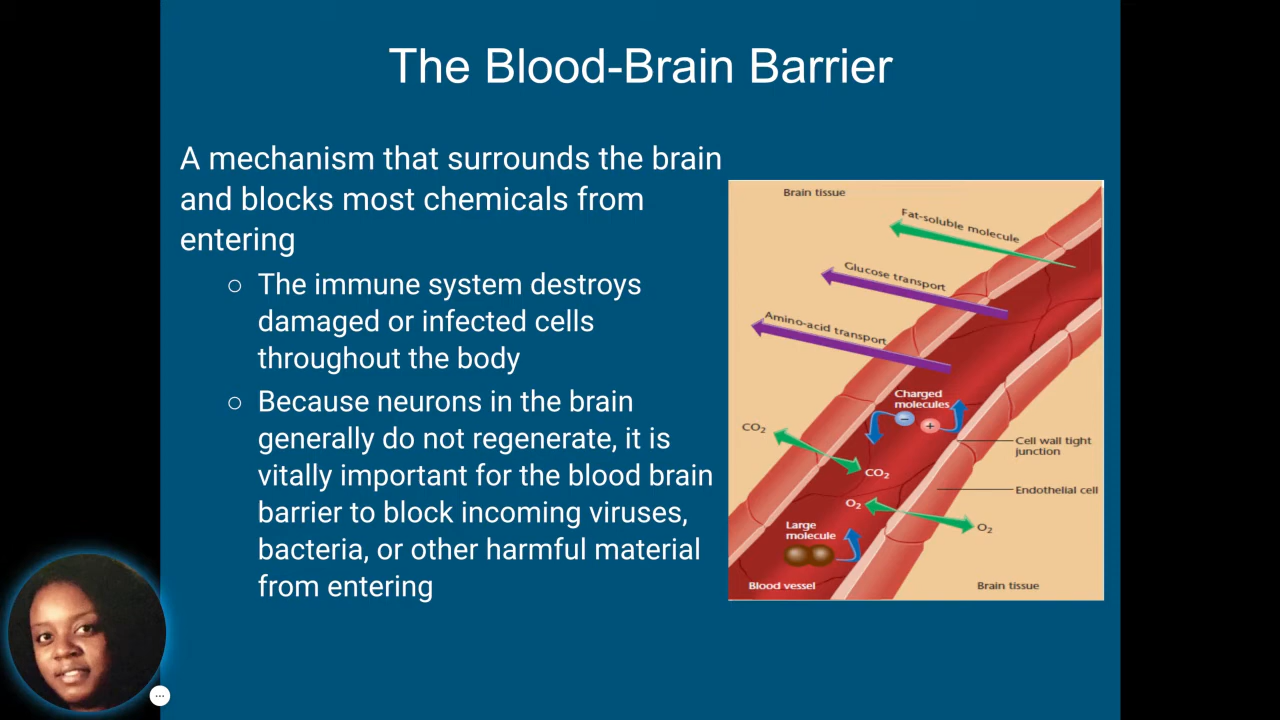 The Blood-Brain Barrier
A mechanism that surrounds the brain
and blocks most chemicals from
entering
○ The immune system destroys
damaged or infected cells
throughout the body
○ Because neurons in the brain
generally do not regenerate, it is
vitally important for the blood brain
barrier to block incoming viruses,
bacteria, or other harmful material
from entering
Brain tissue
Fat-soluble molecule
Glucose transport
Amino-acid transport
Charged
molecules
−
+
CO₂
CO₂
Cell wall tight
junction
Endothelial cell
O₂
O₂
Large
molecule
Blood vessel
Brain tissue